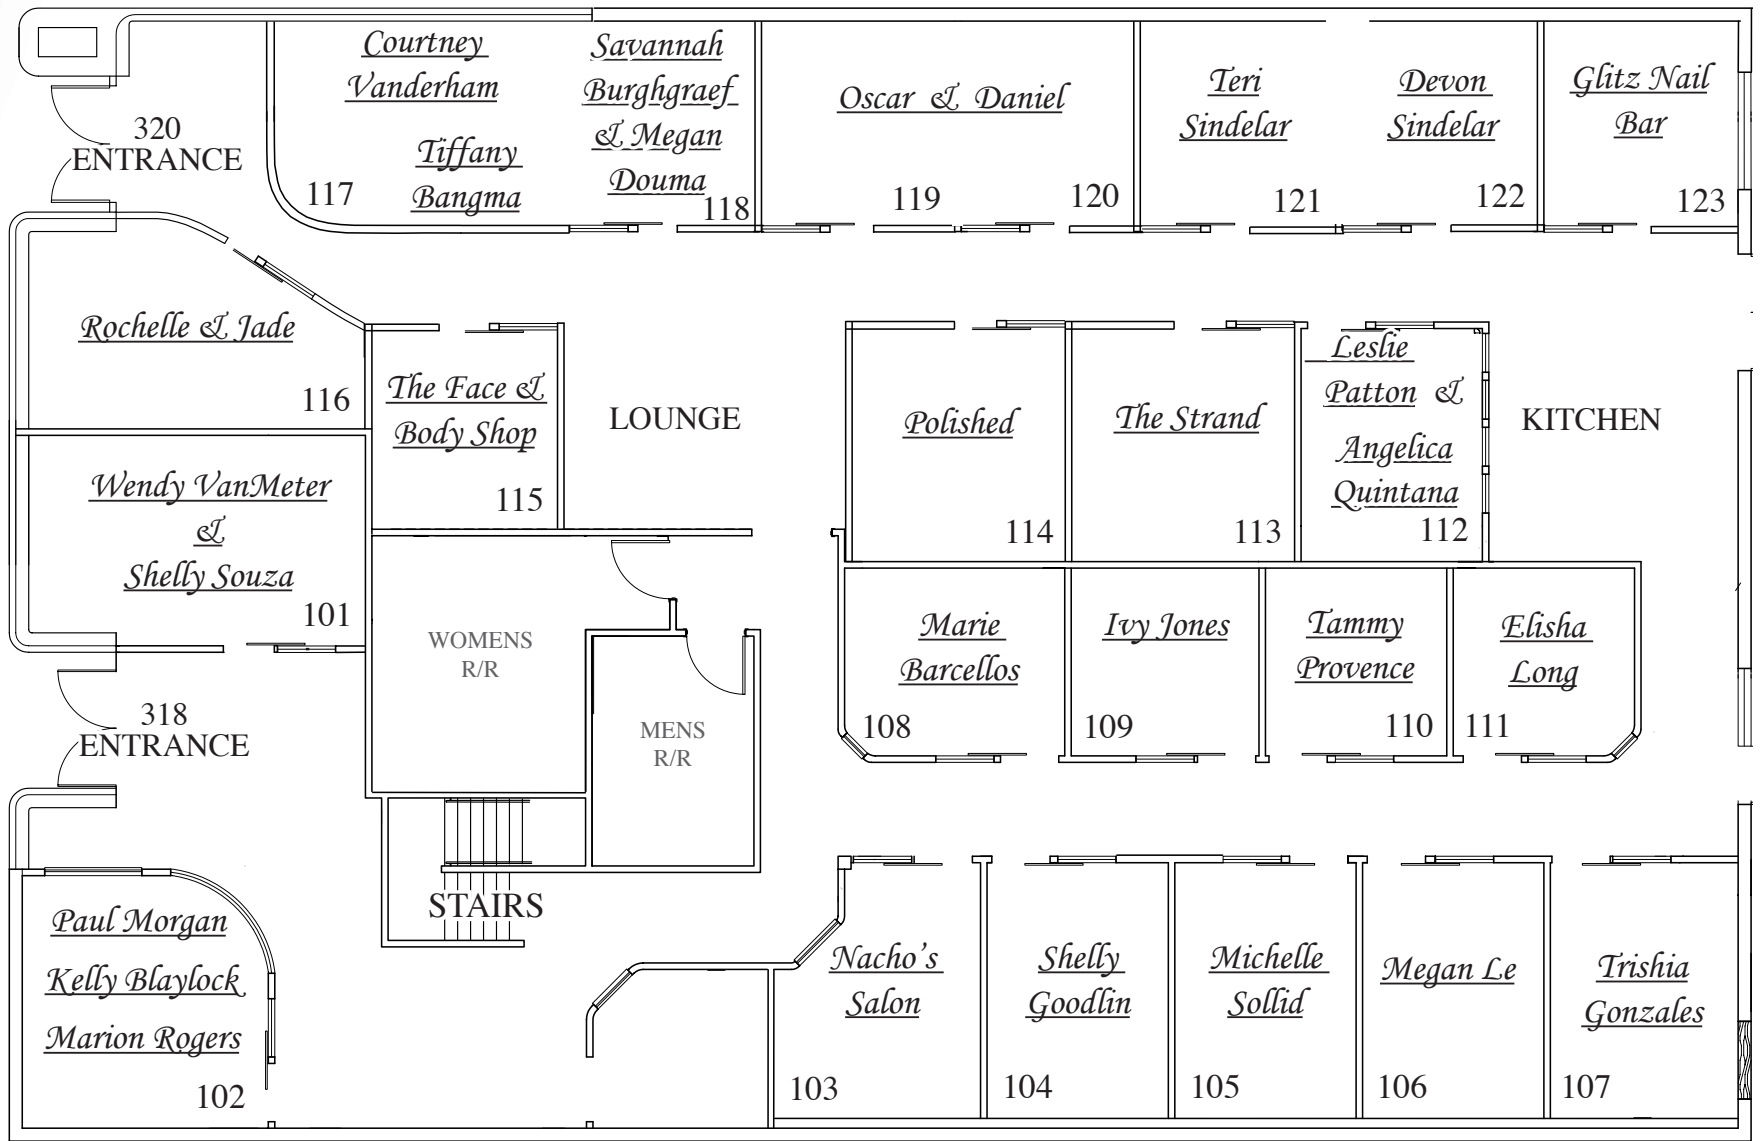 320
ENTRANCE
Courtney
Vanderham
Tiffany
Bangma
117
Savannah
Burghgraef
& Megan
Douma
118
Oscar & Daniel
119
120
Teri
Sindelar
121
Devon
Sindelar
122
Glitz Nail
Bar
123
Rochelle & Jade
116
The Face &
Body Shop
115
LOUNGE
Polished
114
The Strand
113
Leslie
Patton &
Angelica
Quintana
112
KITCHEN
Wendy VanMeter
&
Shelly Souza
101
WOMENS
R/R
MENS
R/R
Marie
Barcellos
108
Ivy Jones
109
Tammy
Provence
110
Elisha
Long
111
318
ENTRANCE
STAIRS
Paul Morgan
Kelly Blaylock
Marion Rogers
102
Nacho's
Salon
103
Shelly
Goodlin
104
Michelle
Sollid
105
Megan Le
106
Trishia
Gonzales
107